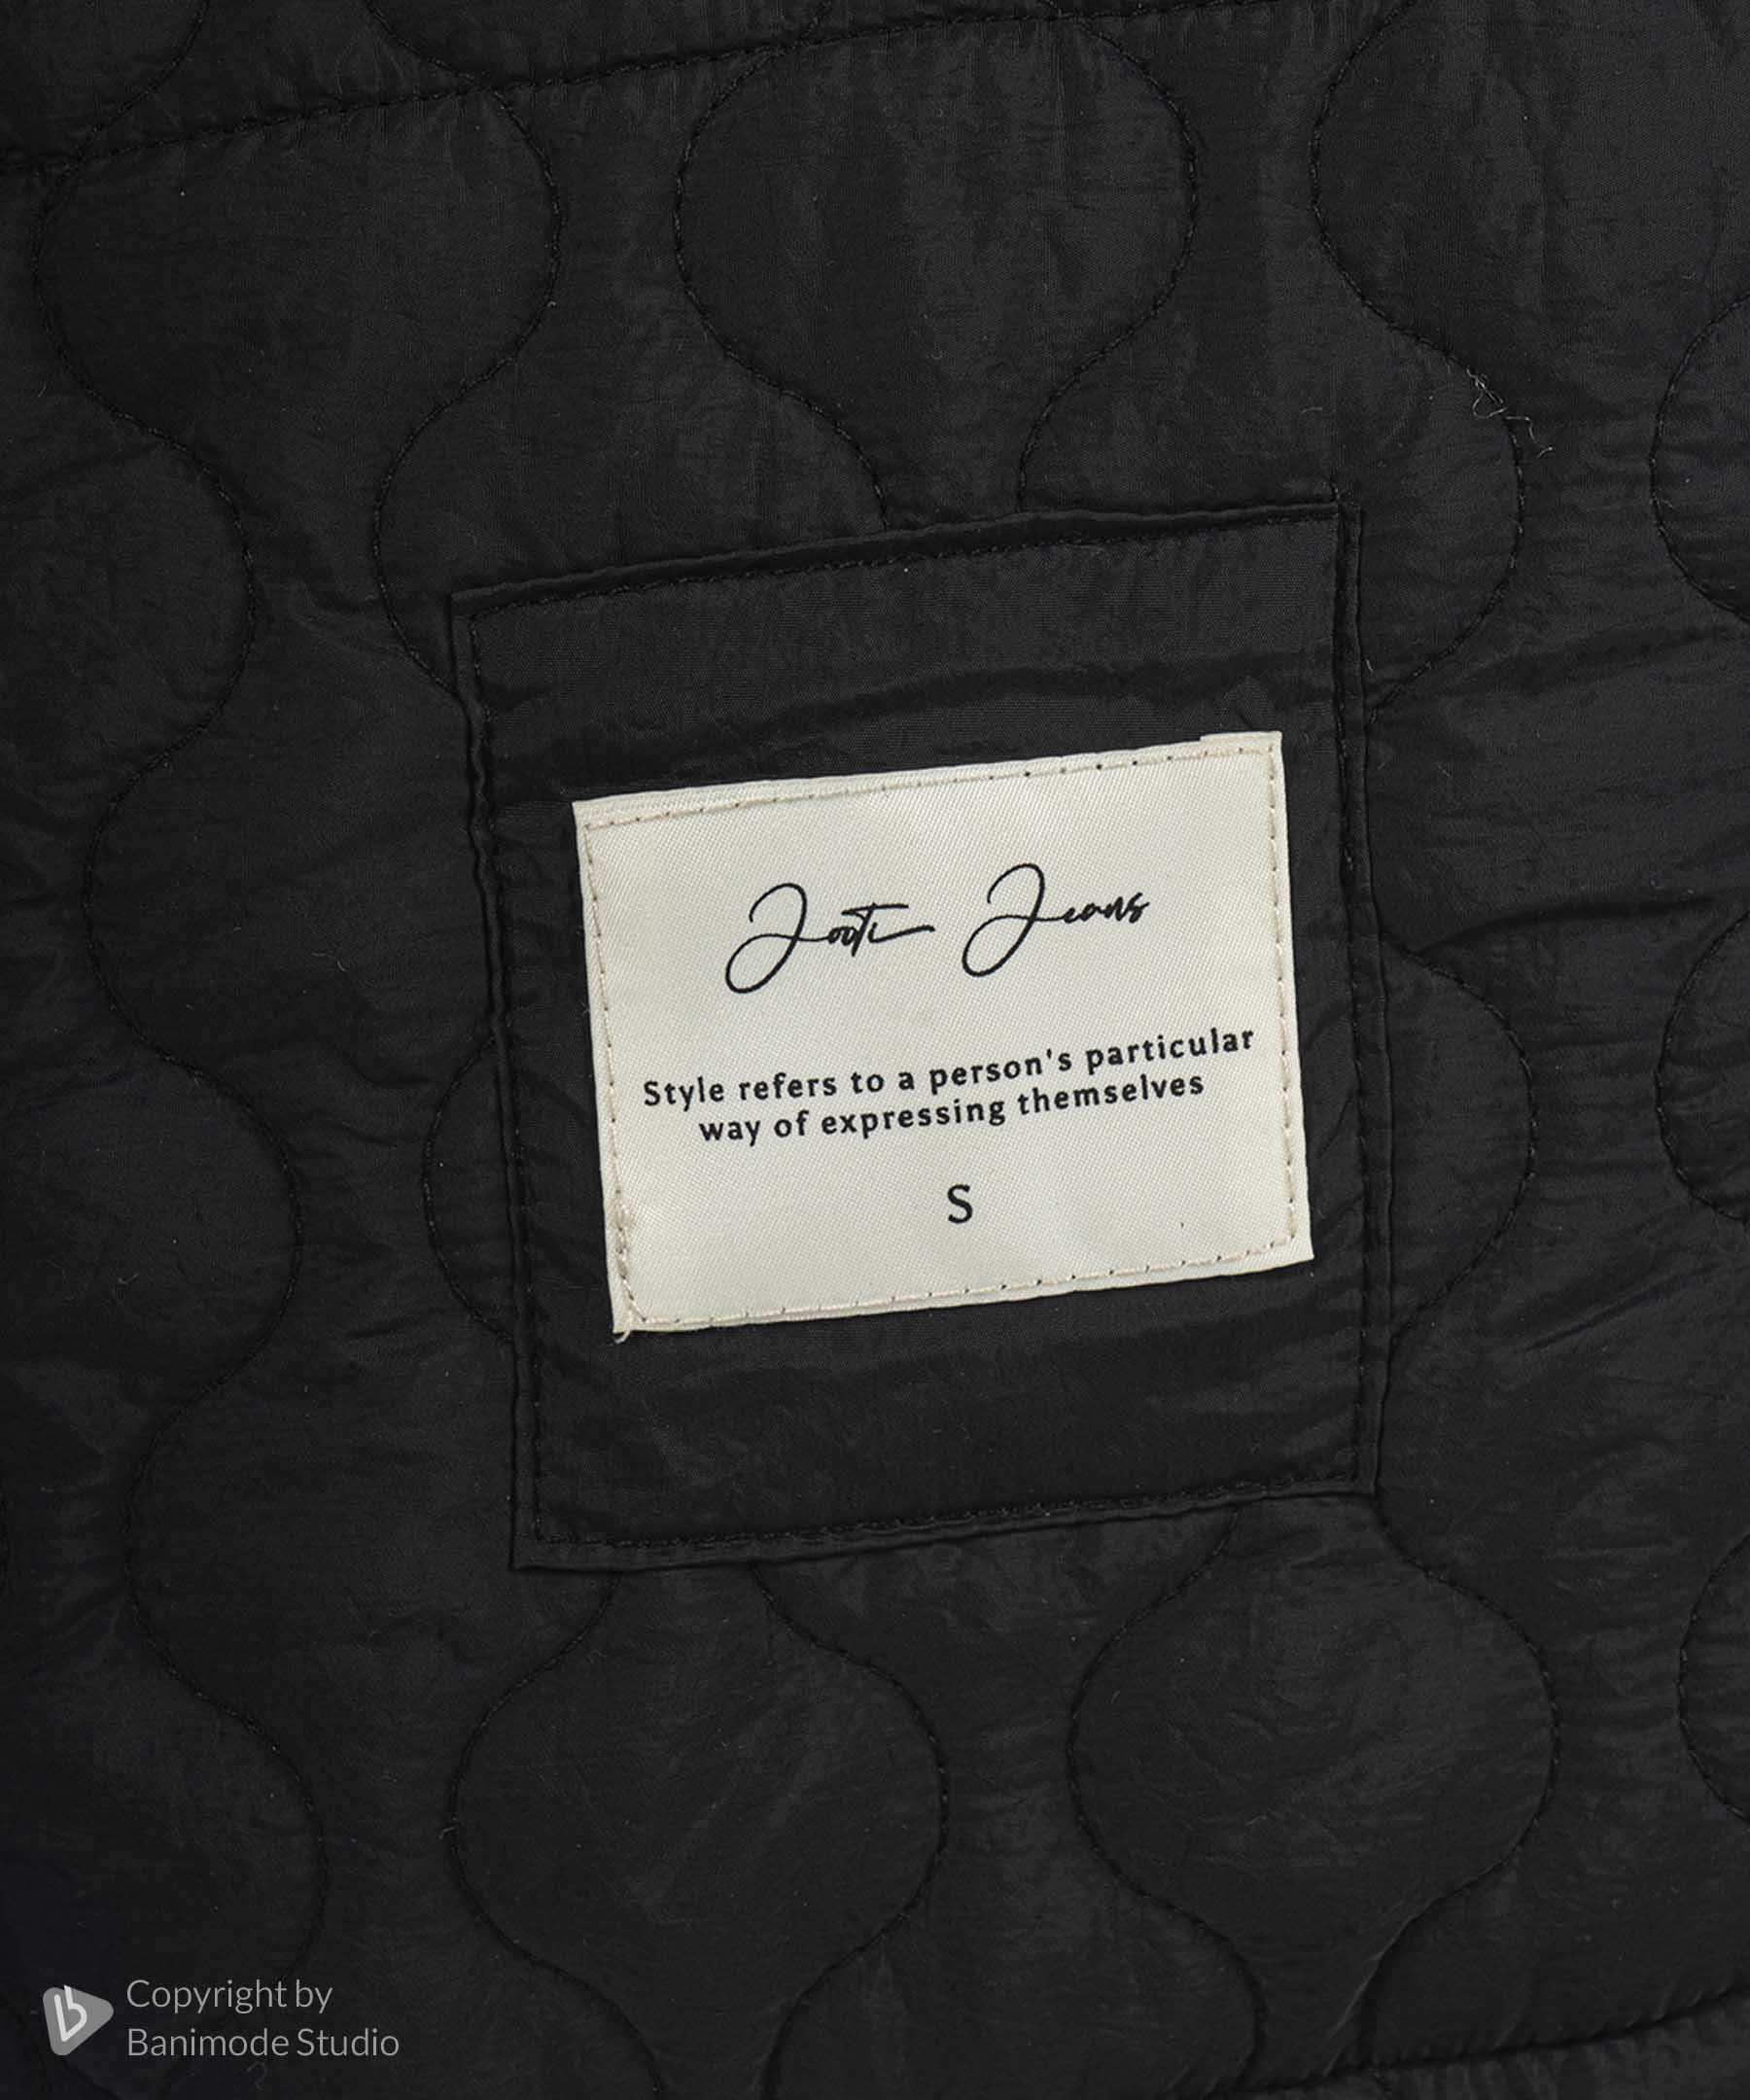 Jooti Jeans
Style refers to a person's particular
way of expressing themselves
S
Copyright by
Banimode Studio